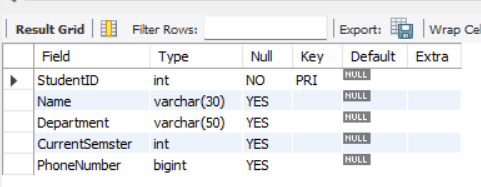 Result Grid Filter Rows: Export: Wrap Cel
Field Type Null Key Default Extra
StudentID int NO PRI NULL
Name varchar(30) YES NULL
Department varchar(50) YES NULL
CurrentSemster int YES NULL
PhoneNumber bigint YES NULL